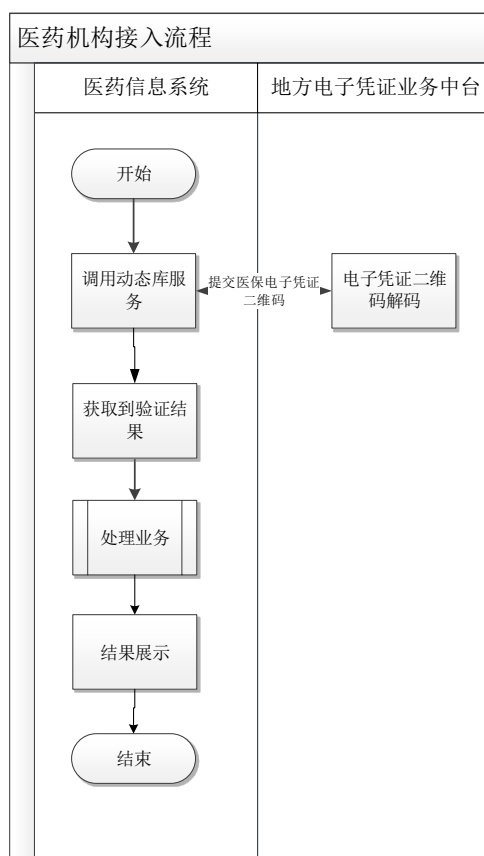 医药机构接入流程
医药信息系统
地方电子凭证业务中台
开始
调用动态库服
务
提交医保电子凭证
二维码
电子凭证二维
码解码
获取到验证结
果
处理业务
结果展示
结束